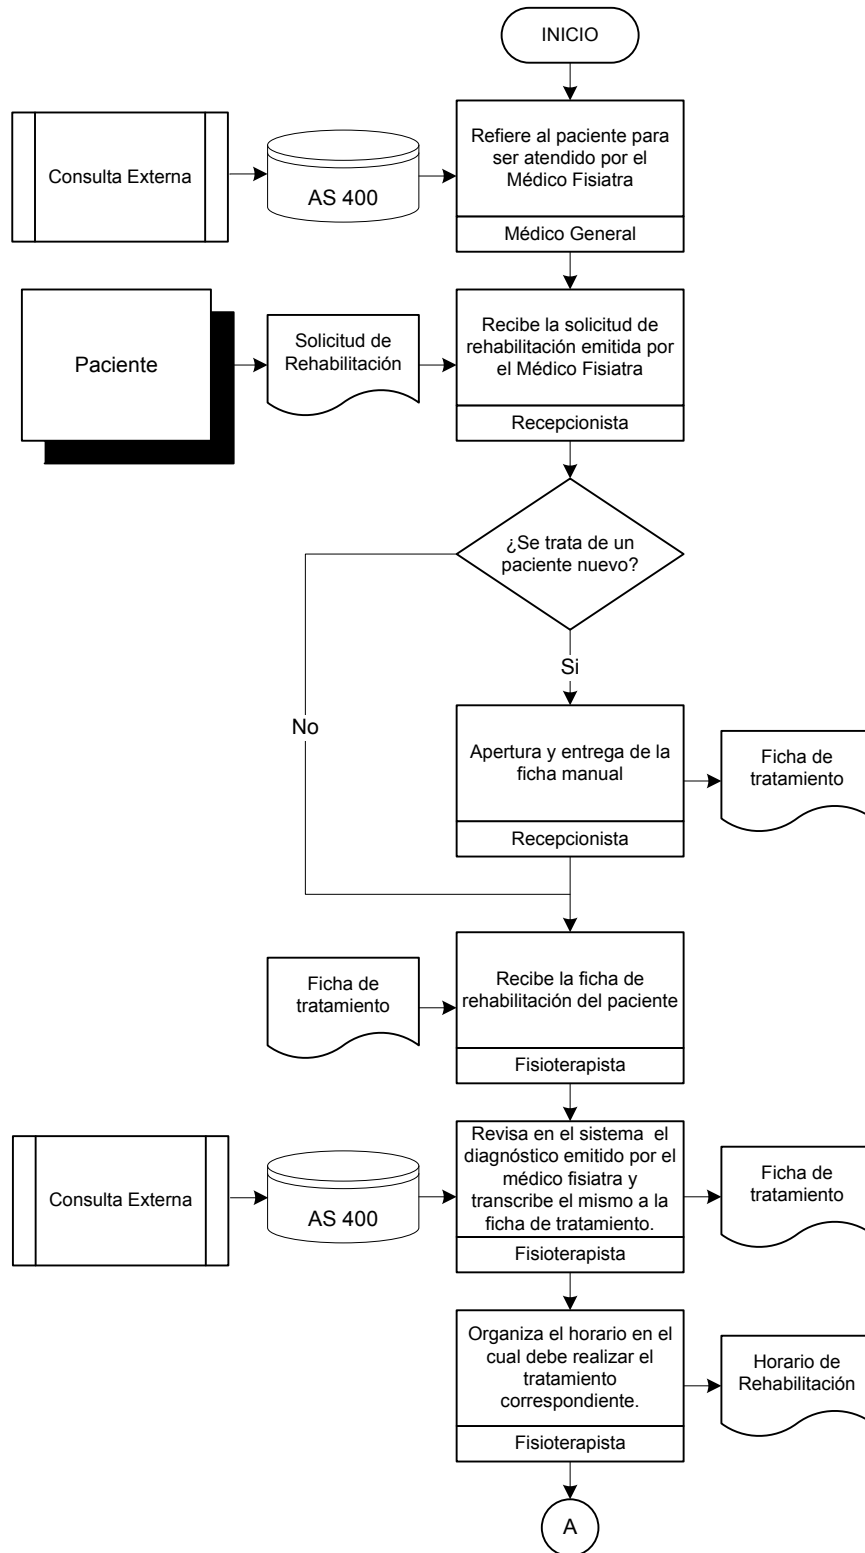 INICIO
Consulta Externa
AS 400
Refiere al paciente para
ser atendido por el
Médico Fisiatra
Médico General
Paciente
Solicitud de
Rehabilitación
Recibe la solicitud de
rehabilitación emitida por
el Médico Fisiatra
Recepcionista
¿Se trata de un
paciente nuevo?
Si
No
Apertura y entrega de la
ficha manual
Recepcionista
Ficha de
tratamiento
Ficha de
tratamiento
Recibe la ficha de
rehabilitación del paciente
Fisioterapista
Consulta Externa
AS 400
Revisa en el sistema el
diagnóstico emitido por el
médico fisiatra y
transcribe el mismo a la
ficha de tratamiento.
Fisioterapista
Ficha de
tratamiento
Organiza el horario en el
cual debe realizar el
tratamiento
correspondiente.
Fisioterapista
Horario de
Rehabilitación
A